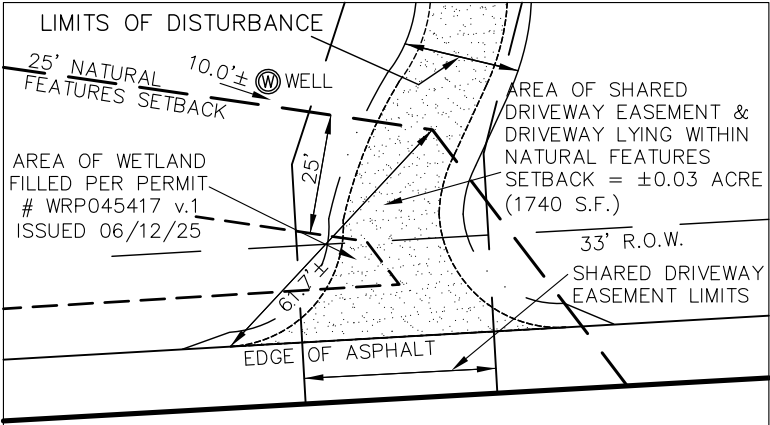 LIMITS OF DISTURBANCE
25' NATURAL
FEATURES SETBACK
10.0'±
W
WELL
AREA OF SHARED
DRIVEWAY EASEMENT &
DRIVEWAY LYING WITHIN
NATURAL FEATURES
SETBACK = ±0.03 ACRE
(1740 S.F.)
AREA OF WETLAND
FILLED PER PERMIT
# WRP045417 v.1
ISSUED 06/12/25
25'
61.7'±
33' R.O.W.
SHARED DRIVEWAY
EASEMENT LIMITS
EDGE OF ASPHALT